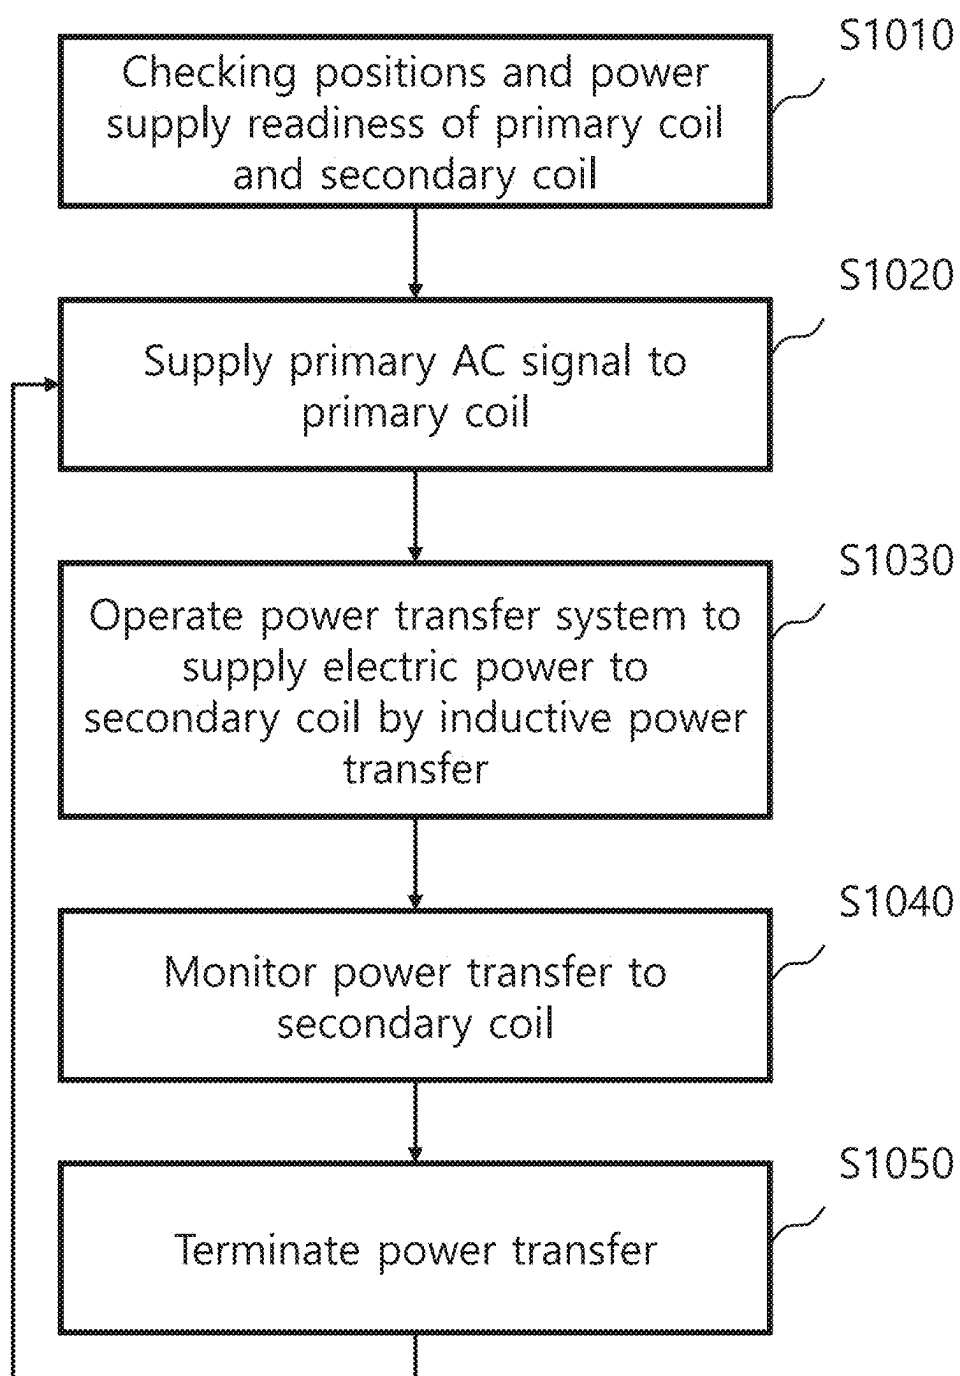 S1010
Checking positions and power
supply readiness of primary coil
and secondary coil
S1020
Supply primary AC signal to
primary coil
S1030
Operate power transfer system to
supply electric power to
secondary coil by inductive power
transfer
S1040
Monitor power transfer to
secondary coil
S1050
Terminate power transfer